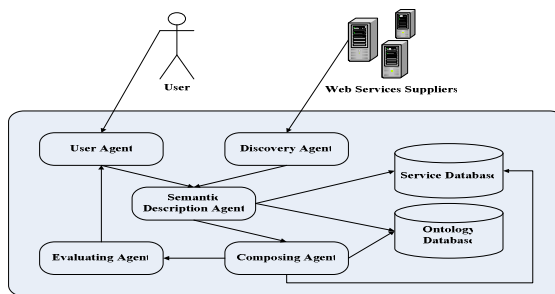 User
Web Services Suppliers
User Agent
Discovery Agent
Service Database
Semantic
Description Agent
Ontology
Database
Evaluating Agent
Composing Agent